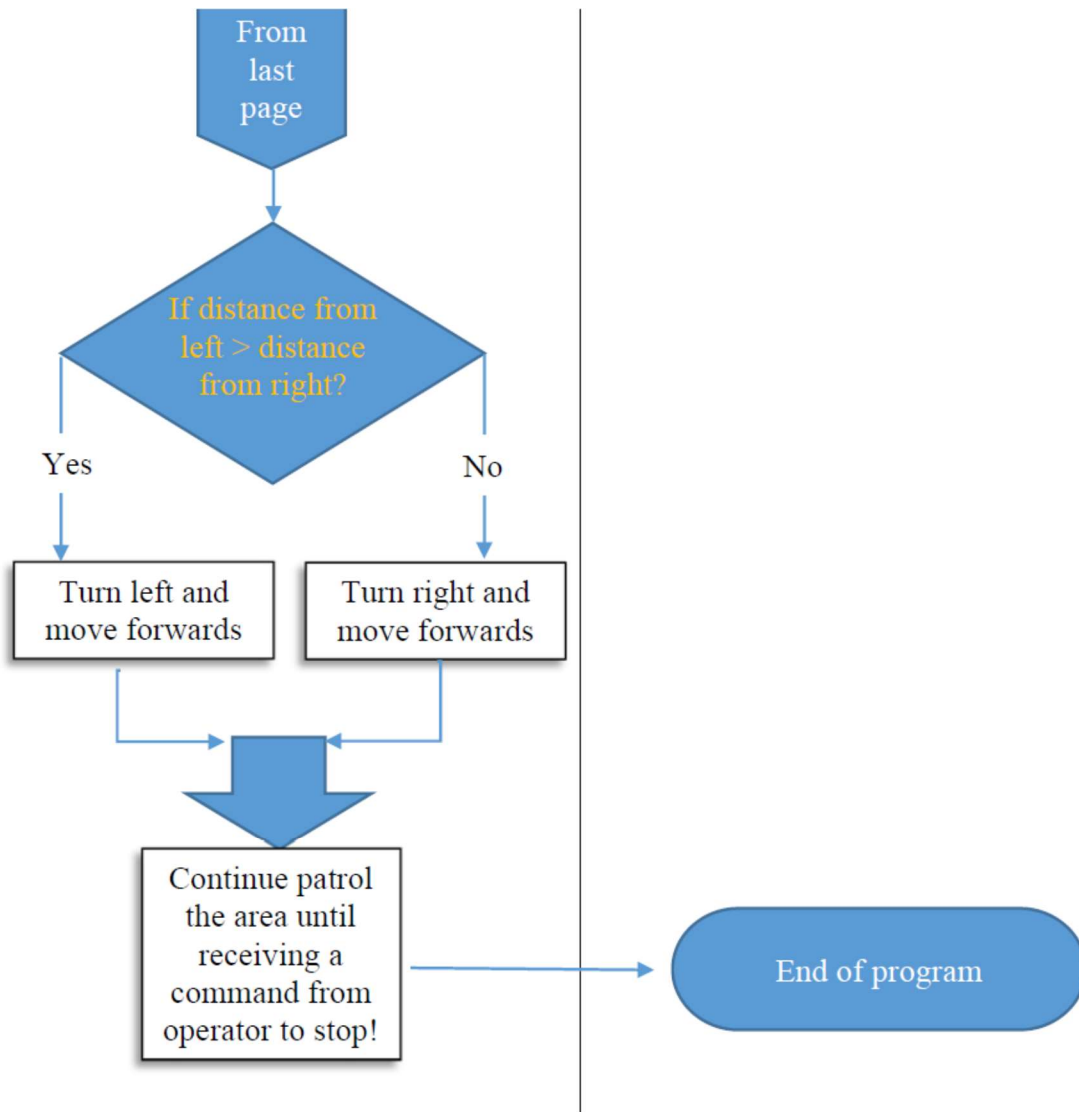 From
last
page
If distance from
left > distance
from right?
Yes
No
Turn left and
move forwards
Turn right and
move forwards
Continue patrol
the area until
receiving a
command from
operator to stop!
End of program